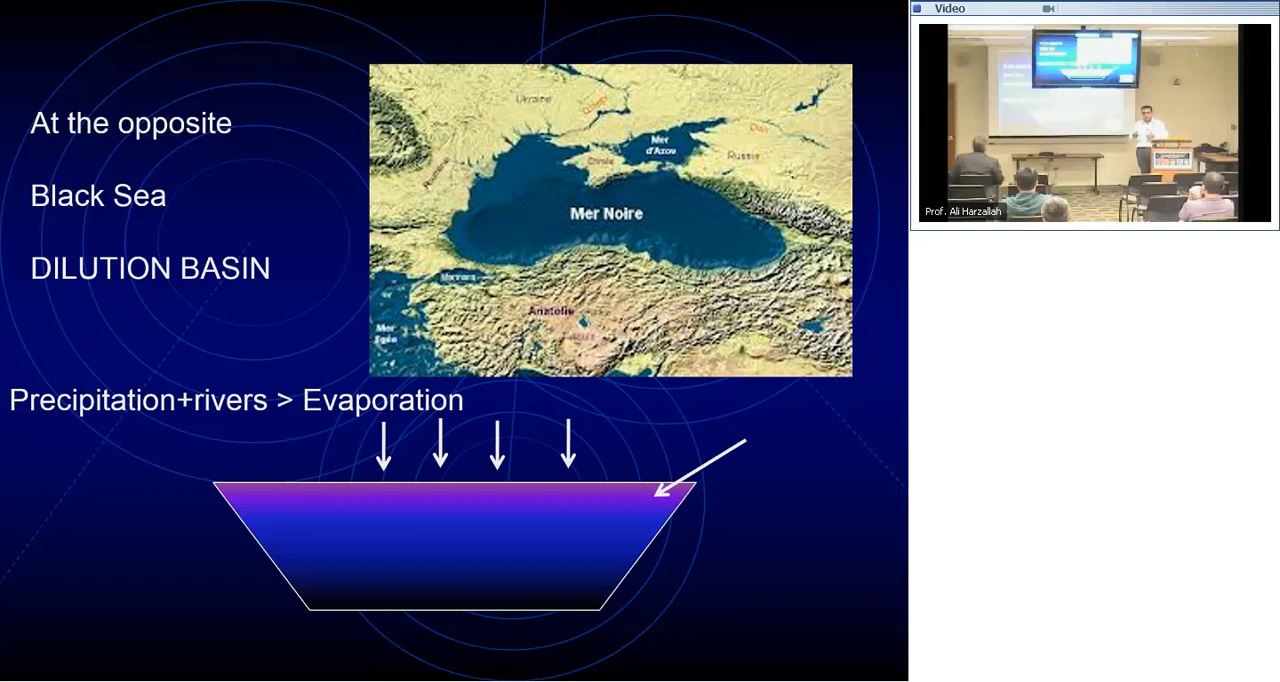 At the opposite
Black Sea
DILUTION BASIN
Ukraine
Dniepr
Don
Mer
d'Azov
Crimée
Russie
Mer Noire
Marmara
Anatolie
Mer
Egée
Precipitation+rivers > Evaporation
Video
Prof. Ali Harzallah